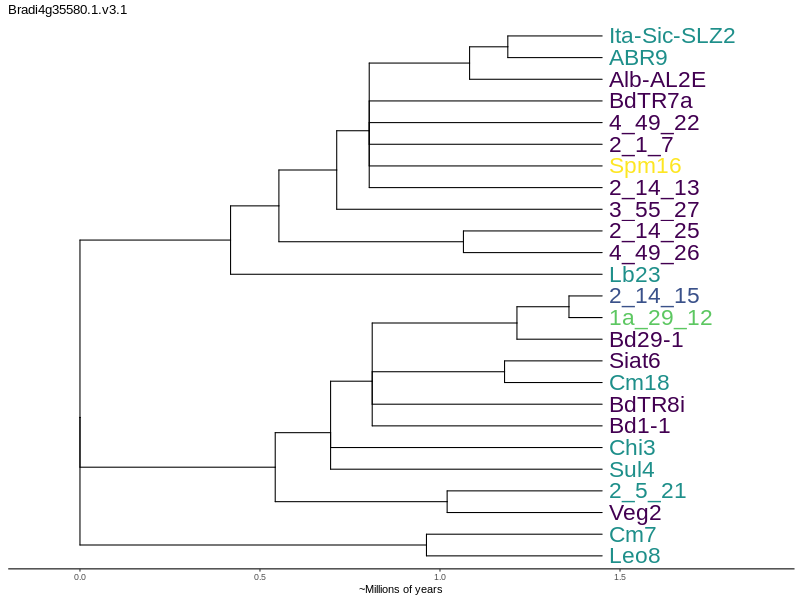 Bradi4g35580.1.v3.1
Ita-Sic-SLZ2
ABR9
Alb-AL2E
BdTR7a
4_49_22
2_1_7
Spm16
2_14_13
3_55_27
2_14_25
4_49_26
Lb23
2_14_15
1a_29_12
Bd29-1
Siat6
Cm18
BdTR8i
Bd1-1
Chi3
Sul4
2_5_21
Veg2
Cm7
Leo8
0.0 0.5 1.0 1.5
~Millions of years